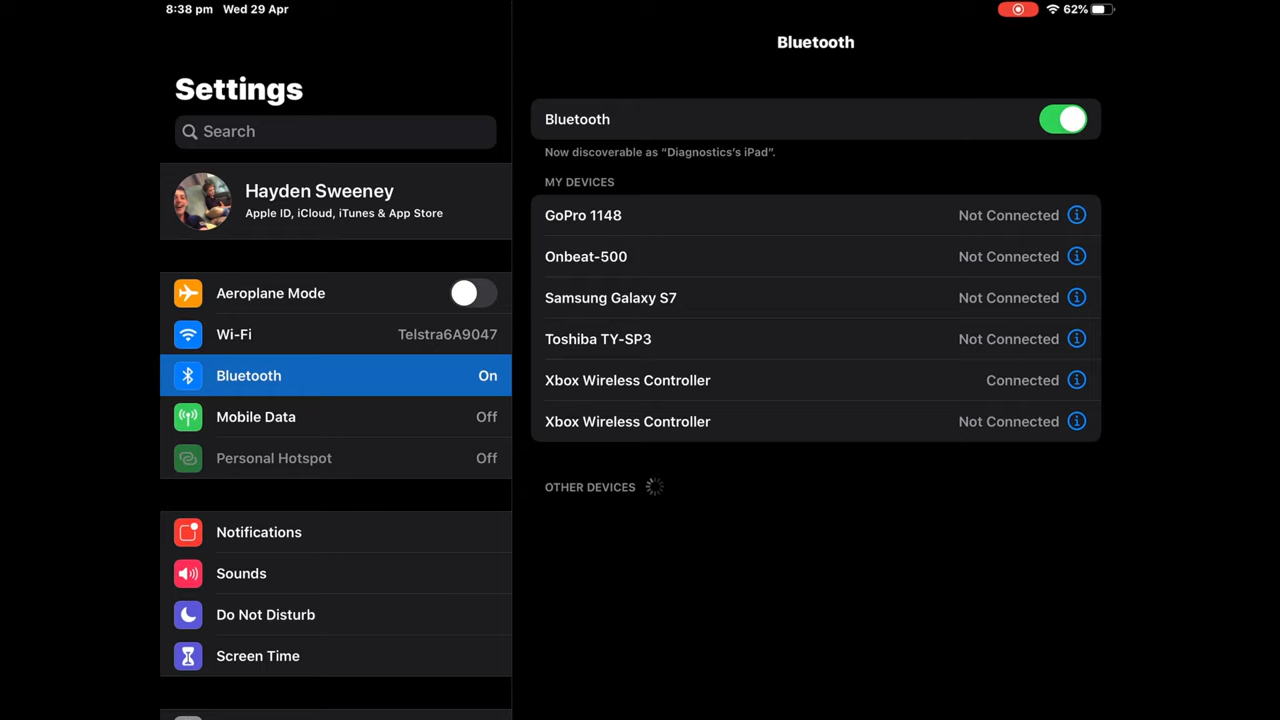 8:38 pm Wed 29 Apr
62%
Settings
Search
Hayden Sweeney
Apple ID, iCloud, iTunes & App Store
Aeroplane Mode
Wi-Fi Telstra6A9047
Bluetooth On
Mobile Data Off
Personal Hotspot Off
Notifications
Sounds
Do Not Disturb
Screen Time
Bluetooth
Bluetooth
Now discoverable as “Diagnostics’s iPad”.
MY DEVICES
GoPro 1148 Not Connected
Onbeat-500 Not Connected
Samsung Galaxy S7 Not Connected
Toshiba TY-SP3 Not Connected
Xbox Wireless Controller Connected
Xbox Wireless Controller Not Connected
OTHER DEVICES